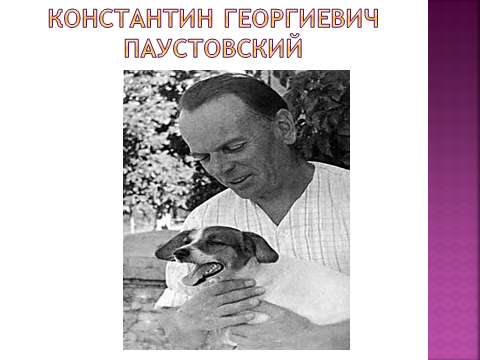 КОНСТАНТИН ГЕОРГИЕВИЧ
ПАУСТОВСКИЙ